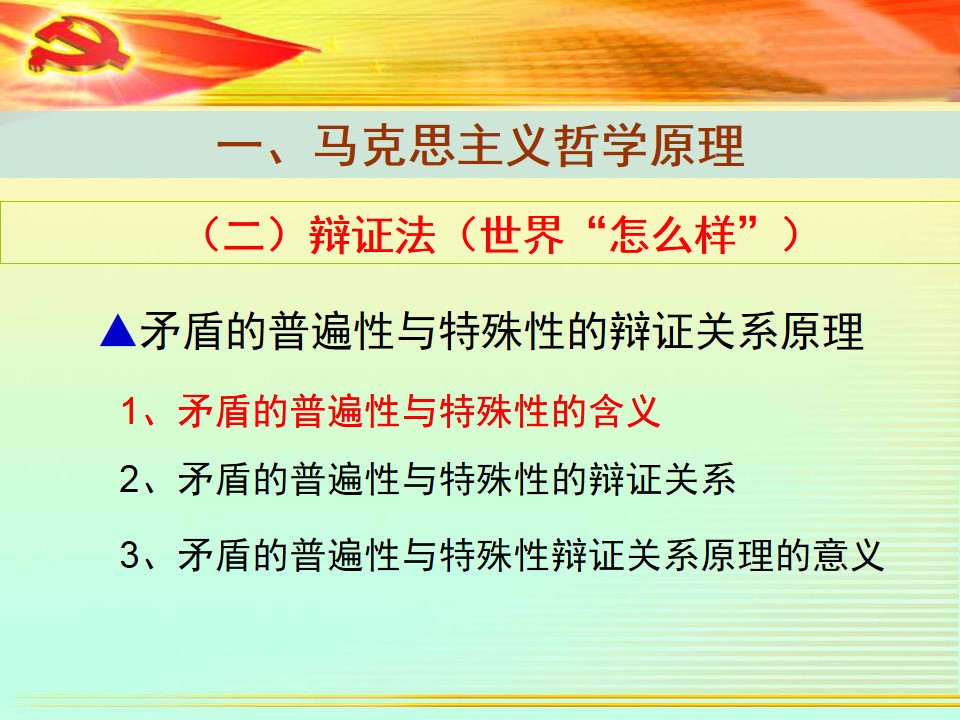 一、马克思主义哲学原理
（二）辩证法（世界“怎么样”）
▲矛盾的普遍性与特殊性的辩证关系原理
1、矛盾的普遍性与特殊性的含义
2、矛盾的普遍性与特殊性的辩证关系
3、矛盾的普遍性与特殊性辩证关系原理的意义